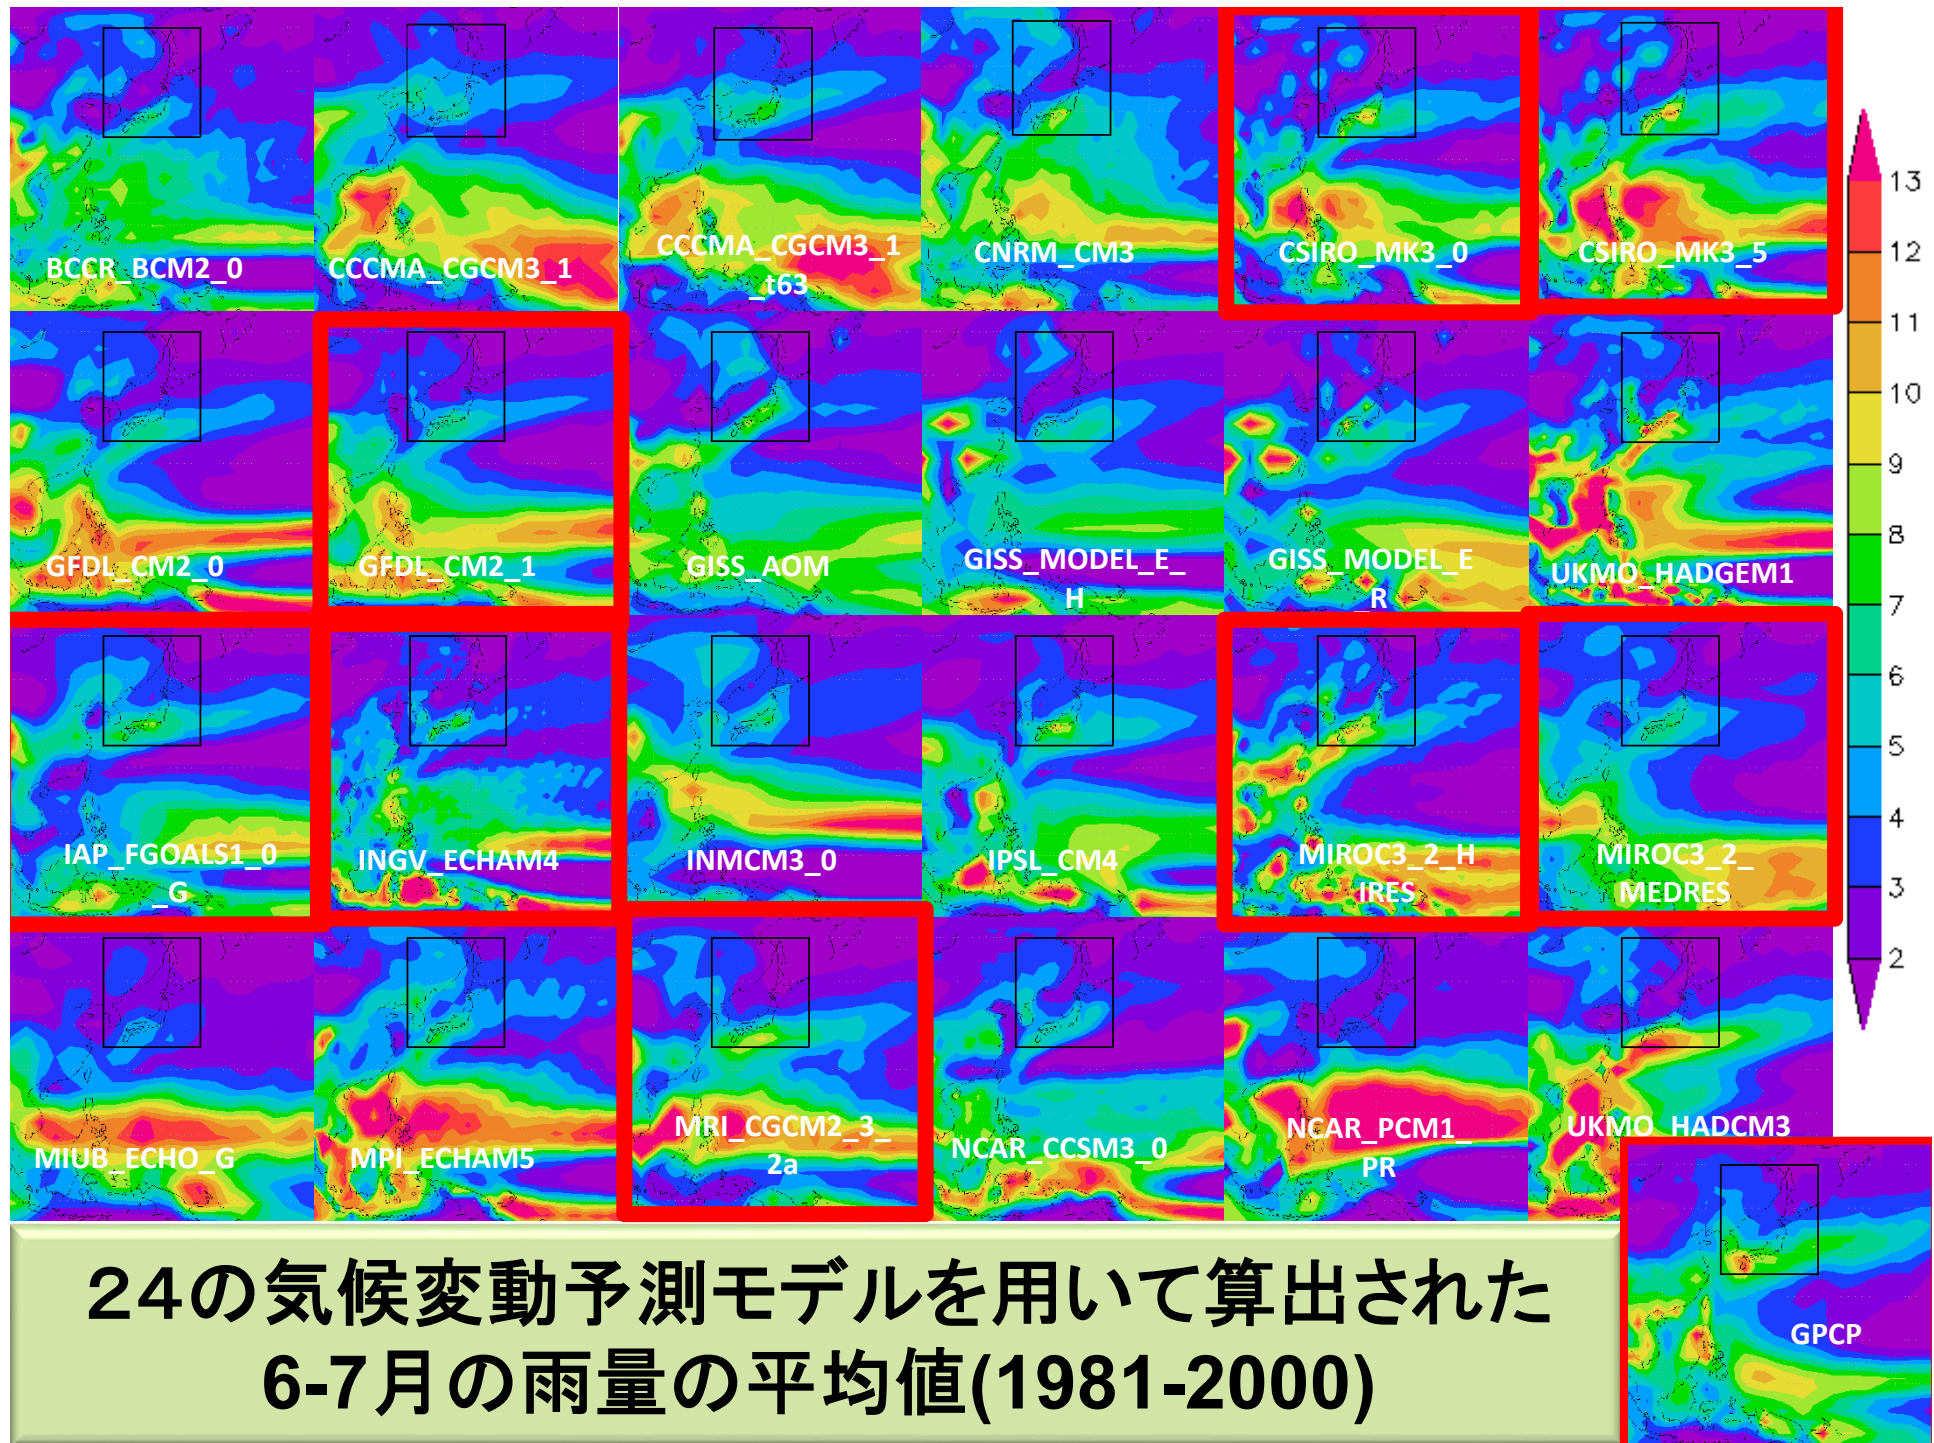 BCCR_BCM2_0
CCCMA_CGCM3_1
CCCMA_CGCM3_1
_t63
CNRM_CM3
CSIRO_MK3_0
CSIRO_MK3_5
GFDL_CM2_0
GFDL_CM2_1
GISS_AOM
GISS_MODEL_E_
H
GISS_MODEL_E
_R
UKMO_HADGEM1
IAP_FGOALS1_0
_G
INGV_ECHAM4
INMCM3_0
IPSL_CM4
MIROC3_2_H
IRES
MIROC3_2_
MEDRES
MIUB_ECHO_G
MPI_ECHAM5
MRI_CGCM2_3_
2a
NCAR_CCSM3_0
NCAR_PCM1_
PR
UKMO_HADCM3
GPCP
13
12
11
10
9
8
7
6
5
4
3
2
24の気候変動予測モデルを用いて算出された
6-7月の雨量の平均値(1981-2000)